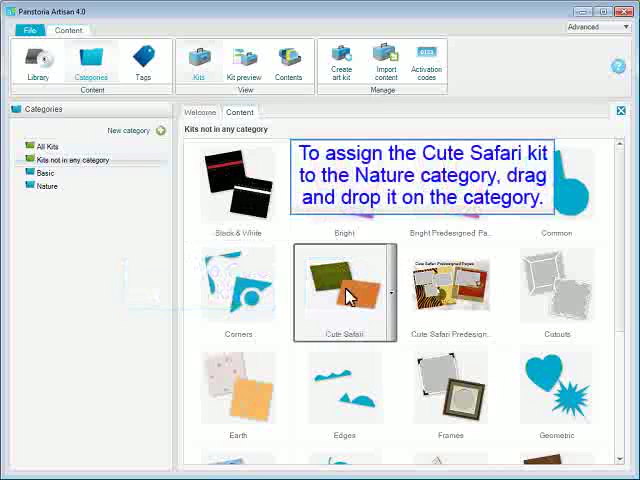 Panstoria Artisan 4.0
File Content
Advanced
Library Categories Tags Kits Kit preview Contents Create art kit Import content Activation codes
Content View Manage
Categories
New category
All Kits
Kits not in any category
Basic
Nature
Welcome Content
Kits not in any category
To assign the Cute Safari kit
to the Nature category, drag
and drop it on the category.
Black & White Bright Bright Predesigned Pa... Common
Cute Safari Predesigned Pages
Corners Cute Safari Cute Safari Predesign... Cutouts
Earth Edges Frames Geometric